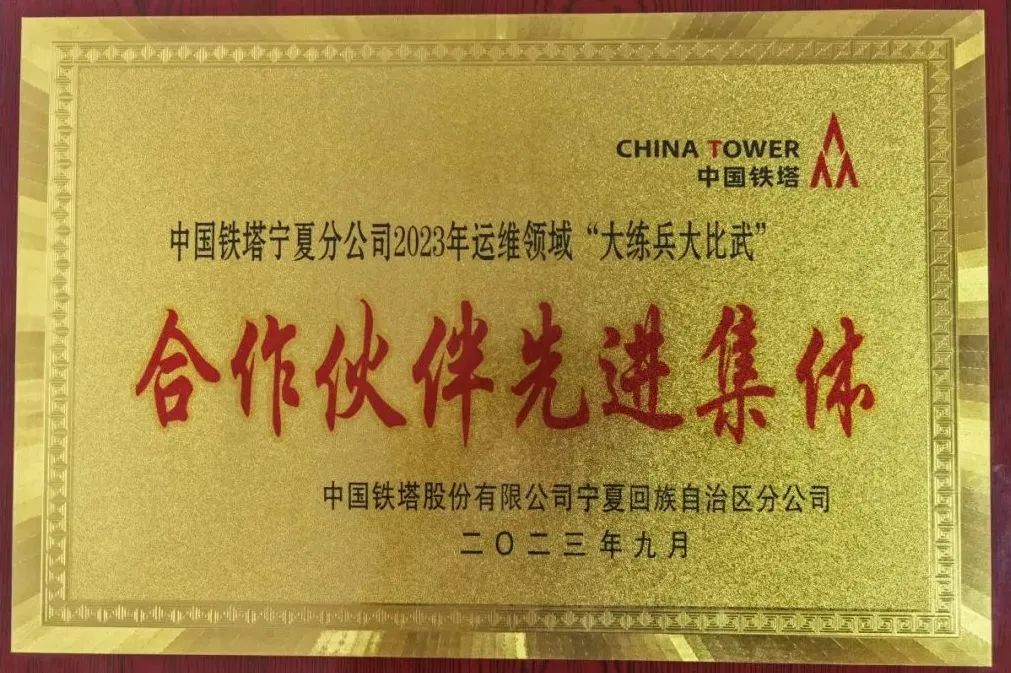 CHINA TOWER
中国铁塔
中国铁塔宁夏分公司2023年运维领域“大练兵大比武”
合作伙伴先进集体
中国铁塔股份有限公司宁夏回族自治区分公司
二〇二三年九月